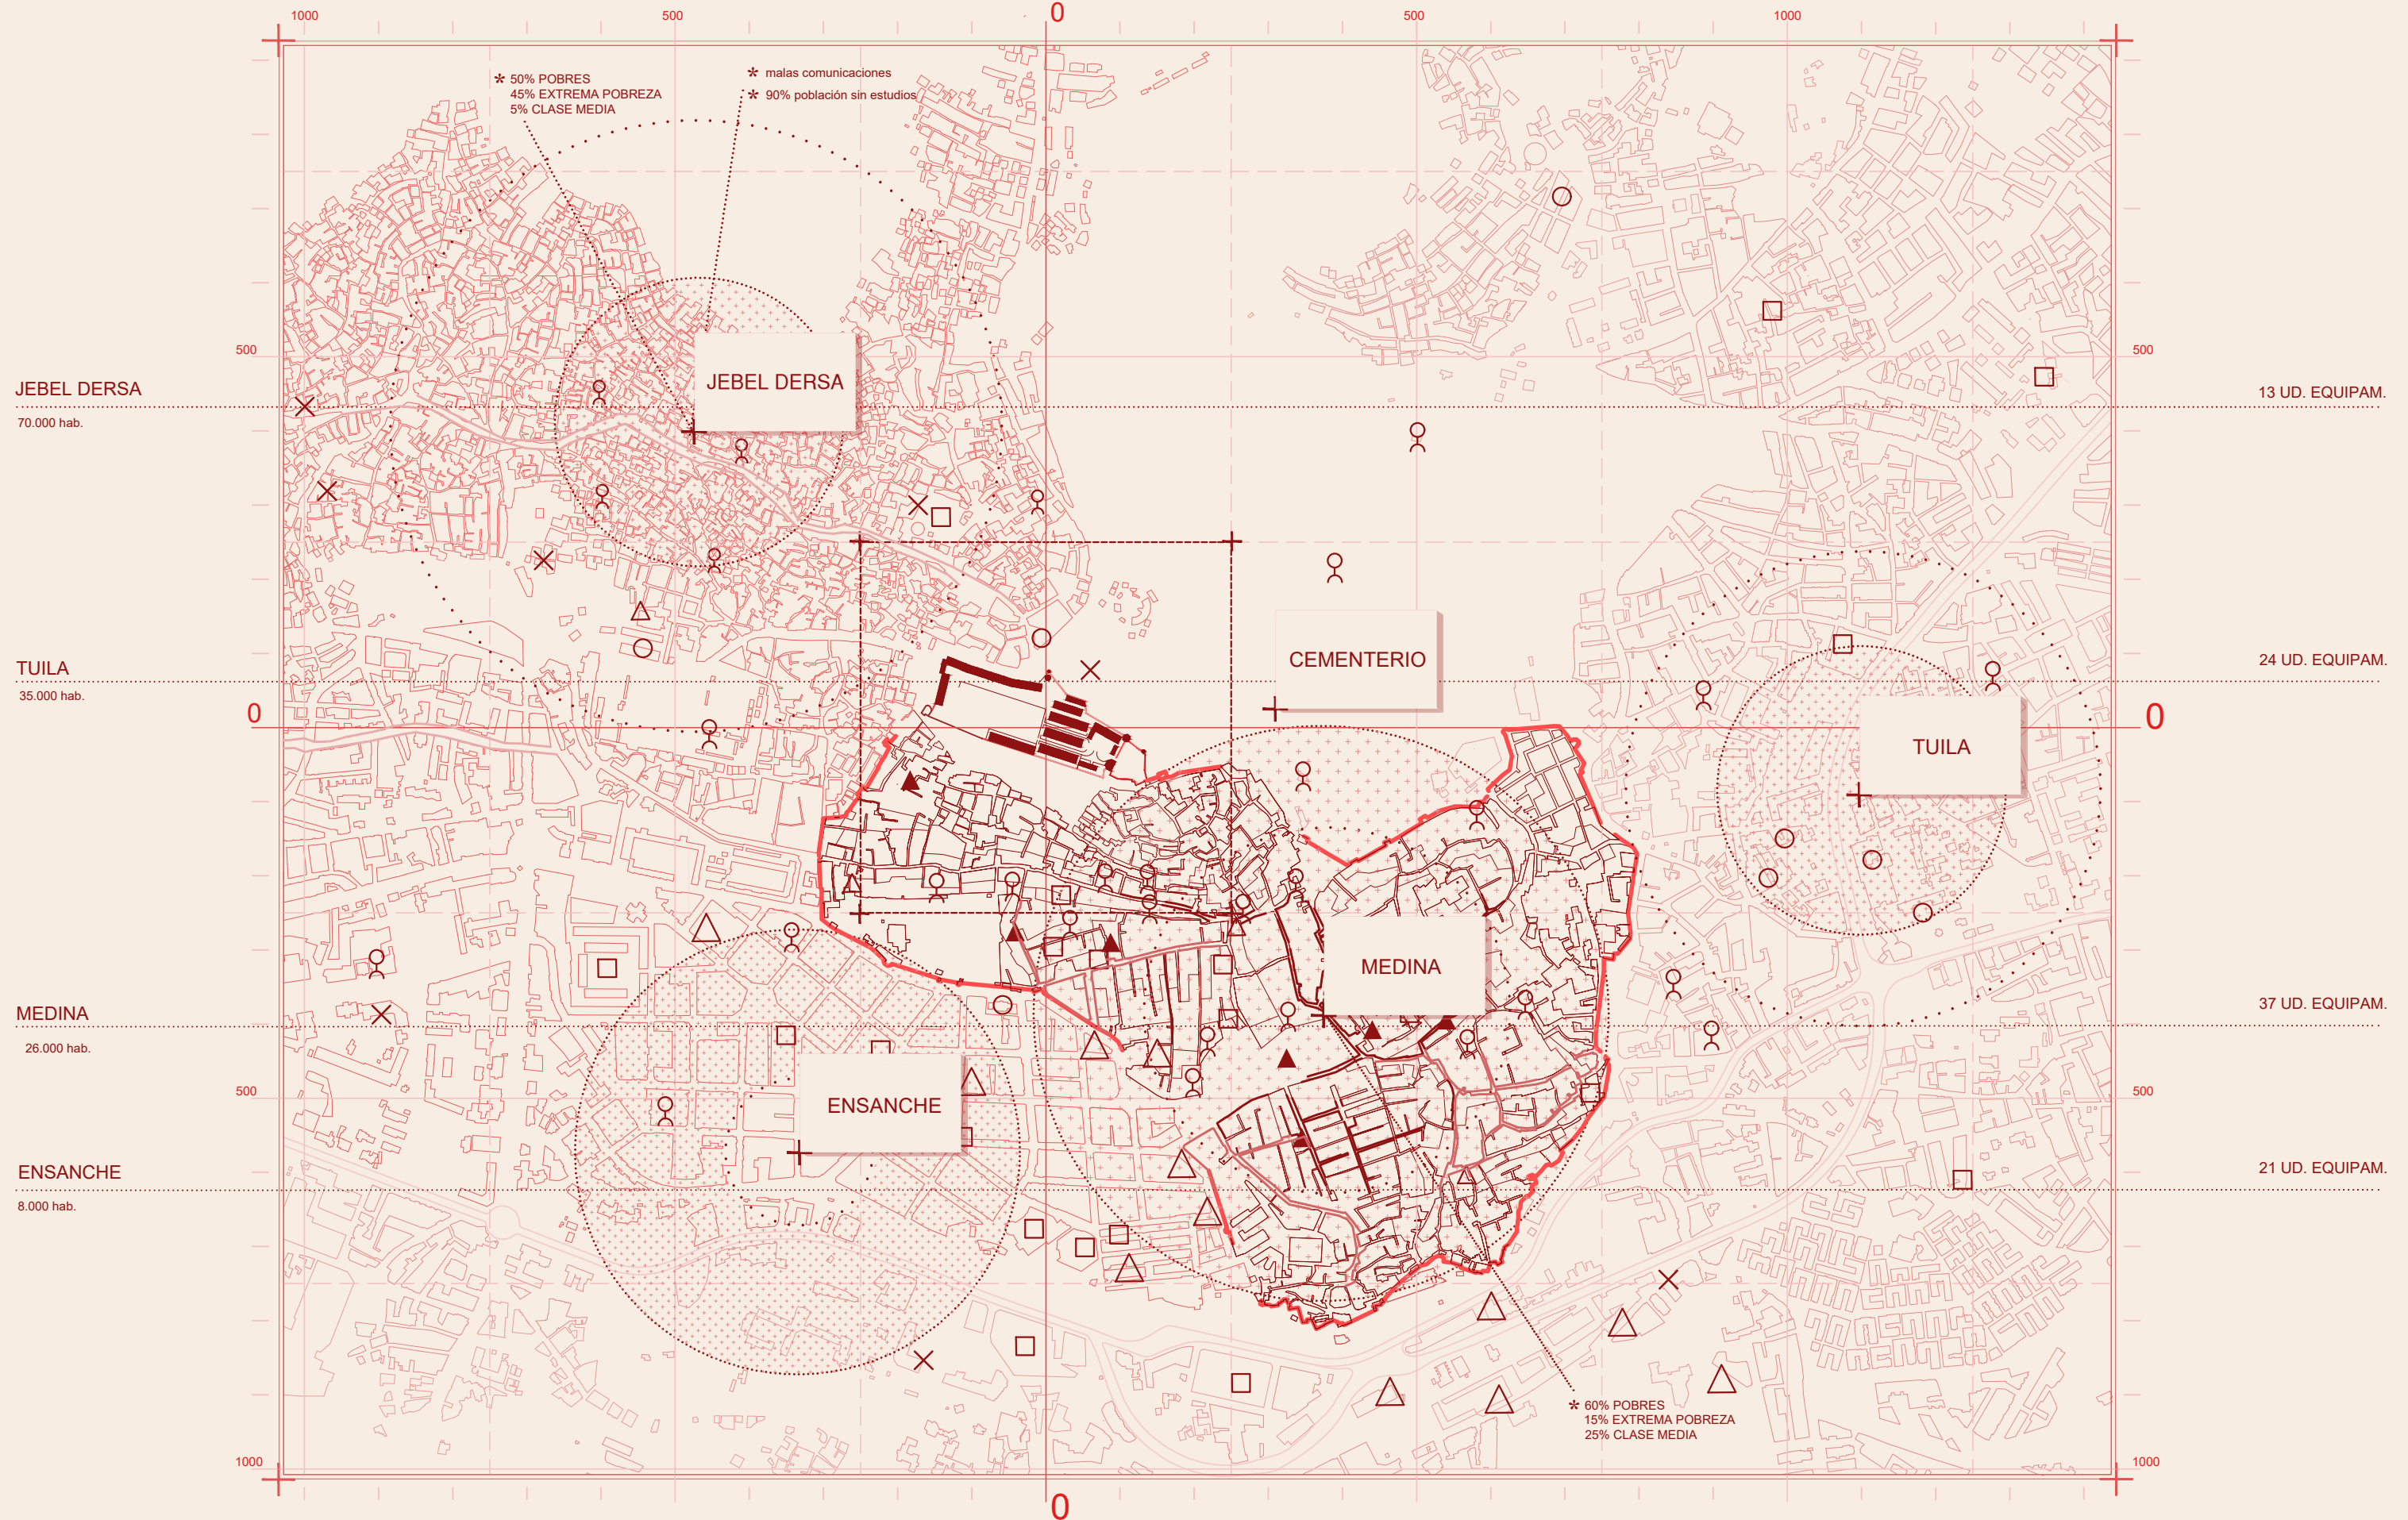 1000
500
0
500
1000
* 50% POBRES
45% EXTREMA POBREZA
5% CLASE MEDIA
* malas comunicaciones
* 90% población sin estudios
500
500
JEBEL DERSA
JEBEL DERSA
13 UD. EQUIPAM.
70.000 hab.
CEMENTERIO
TUILA
24 UD. EQUIPAM.
35.000 hab.
0
0
TUILA
MEDINA
MEDINA
37 UD. EQUIPAM.
26.000 hab.
500
500
ENSANCHE
ENSANCHE
21 UD. EQUIPAM.
8.000 hab.
* 60% POBRES
15% EXTREMA POBREZA
25% CLASE MEDIA
1000
1000
0